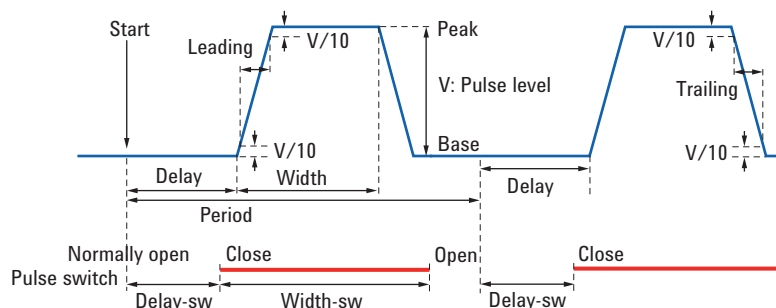 Start
V/10
Peak
V/10
Leading
V: Pulse level
Trailing
V/10
Base
V/10
Delay
Width
Delay
Period
Normally open
Close
Open
Close
Pulse switch
Delay-sw
Width-sw
Delay-sw